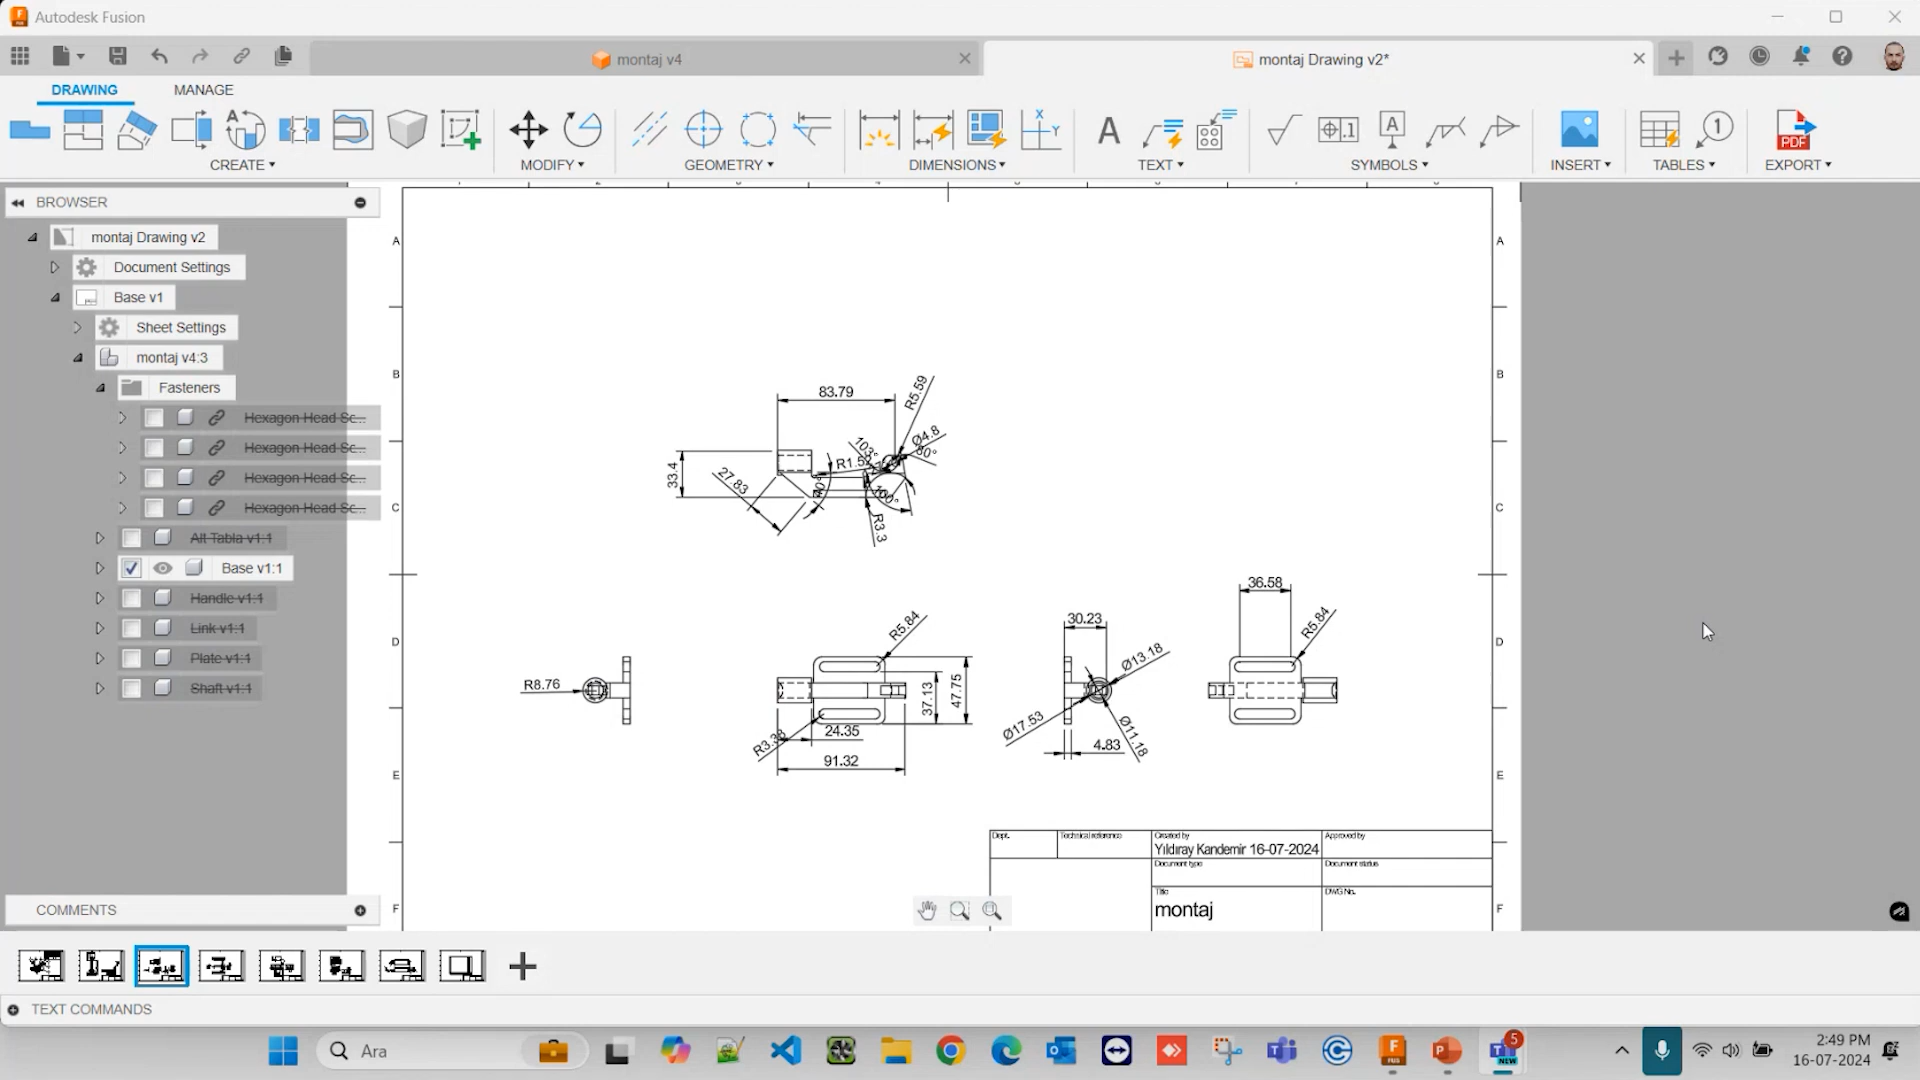 Autodesk Fusion
montaj v4
montaj Drawing v2*
DRAWING
MANAGE
CREATE
MODIFY
GEOMETRY
DIMENSIONS
TEXT
SYMBOLS
INSERT
TABLES
EXPORT
BROWSER
montaj Drawing v2
Document Settings
Base v1
Sheet Settings
montaj v4:3
Fasteners
Hexagon Head Sc...
Hexagon Head Sc...
Hexagon Head Sc...
Hexagon Head Sc...
Alt Tabla v1:1
Base v1:1
Handle v1:1
Link v1:1
Plate v1:1
Shaft v1:1
A
A
B
B
C
C
D
D
E
E
F
F
83.79
R5.59
Ø4.8
103°
80°
33.4
27.83
100°
R3.3
36.58
R5.84
R5.84
30.23
Ø13.18
R8.76
37.13
47.75
Ø17.53
Ø11.18
R3.38
24.35
4.83
91.32
Dept.
Technical reference
Created by
Approved by
Yıldıray Kandemir 16-07-2024
Document type
Document status
Title
DWG No.
montaj
COMMENTS
TEXT COMMANDS
Ara
2:49 PM
16-07-2024